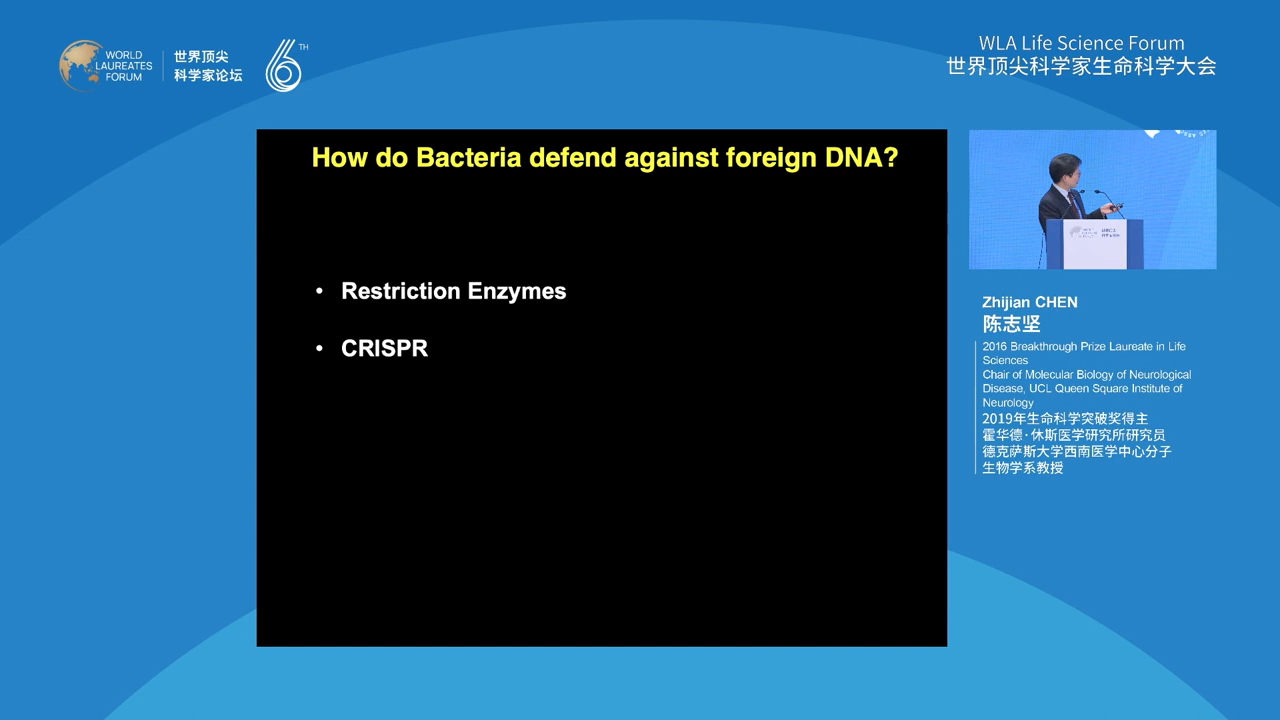 WORLD
LAUREATES
FORUM
世界顶尖
科学家论坛
6TH
WLA Life Science Forum
世界顶尖科学家生命科学大会
How do Bacteria defend against foreign DNA?
• Restriction Enzymes
• CRISPR
Zhijian CHEN
陈志坚
2016 Breakthrough Prize Laureate in Life
Sciences
Chair of Molecular Biology of Neurological
Disease, UCL Queen Square Institute of
Neurology
2019年生命科学突破奖得主
霍华德·休斯医学研究所研究员
德克萨斯大学西南医学中心分子
生物学系教授